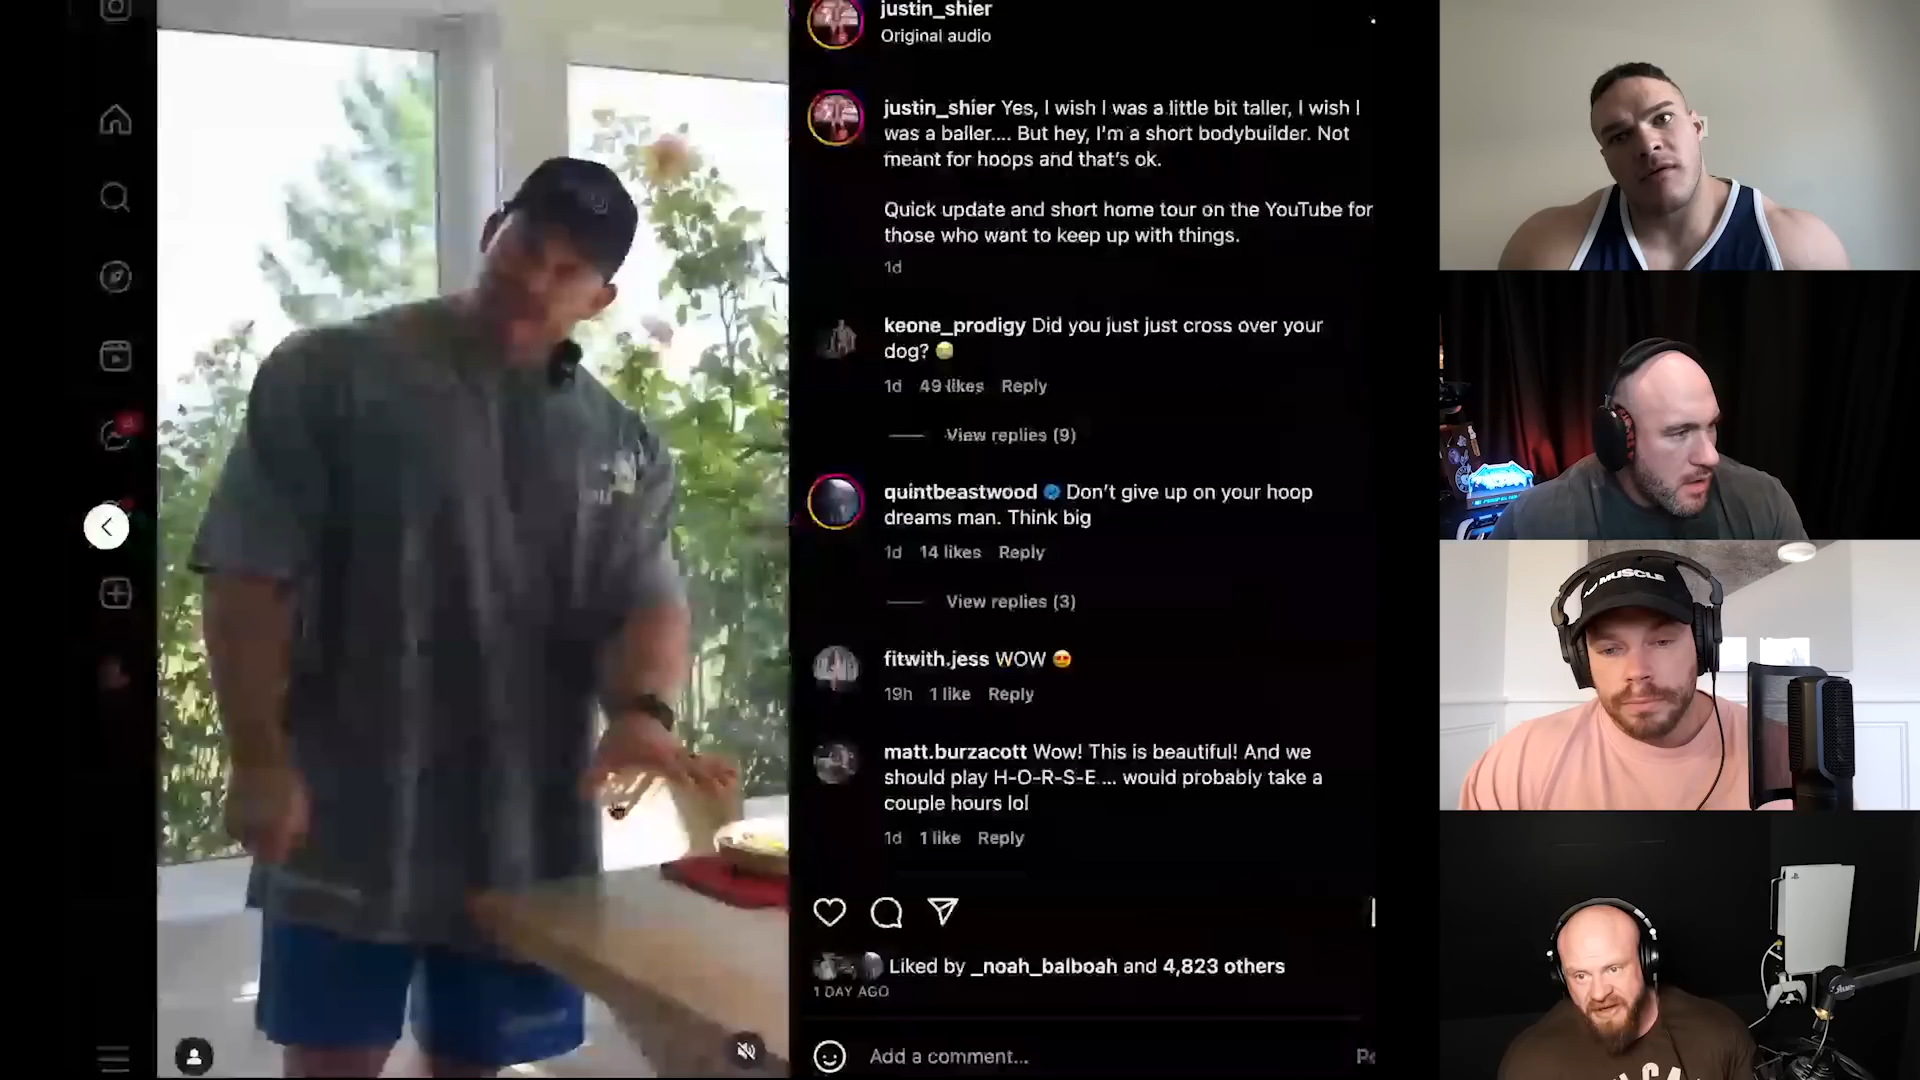 justin_shier
Original audio
justin_shier Yes, I wish I was a little bit taller, I wish I
was a baller.... But hey, I'm a short bodybuilder. Not
meant for hoops and that's ok.
Quick update and short home tour on the YouTube for
those who want to keep up with things.
1d
keone_prodigy Did you just just cross over your
dog? 😂
1d 49 likes Reply
View replies (9)
quintbeastwood Don't give up on your hoop
dreams man. Think big
1d 14 likes Reply
View replies (3)
fitwith.jess WOW 😍
19h 1 like Reply
matt.burzacott Wow! This is beautiful! And we
should play H-O-R-S-E ... would probably take a
couple hours lol
1d 1 like Reply
Liked by _noah_balboah and 4,823 others
1 DAY AGO
Add a comment...
MUSCLE